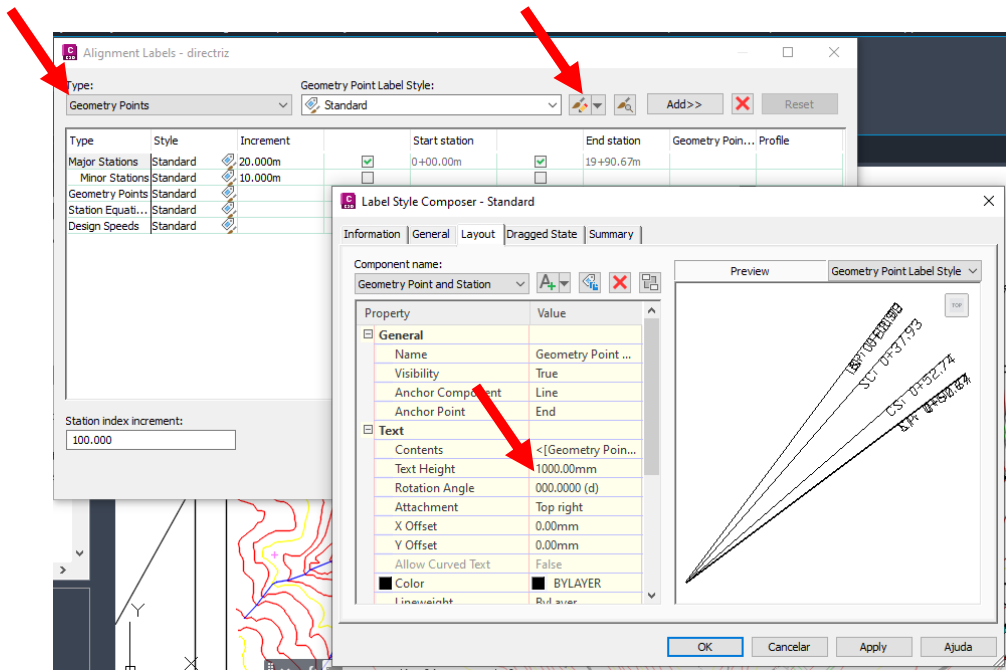 Alignment Labels - directriz
Type:
Geometry Point Label Style:
Geometry Points
Standard
Add>>
Reset
Type Style Increment Start station End station Geometry Poin... Profile
Major Stations Standard 20.000m 0+00.00m 19+90.67m
Minor Stations Standard 10.000m
Geometry Points Standard
Station Equati... Standard
Design Speeds Standard
Station index increment:
100.000
Label Style Composer - Standard
Information General Layout Dragged State Summary
Component name:
Geometry Point and Station
Preview
Geometry Point Label Style
Property Value
General
Name Geometry Point ...
Visibility True
Anchor Component Line
Anchor Point End
Text
Contents <[Geometry Poin...
Text Height 1000.00mm
Rotation Angle 000.0000 (d)
Attachment Top right
X Offset 0.00mm
Y Offset 0.00mm
Allow Curved Text False
Color BYLAYER
Lineweight ByLayer
TOP
SC: 0+37.93
CS: 0+52.74
OK Cancelar Apply Ajuda
Y
X